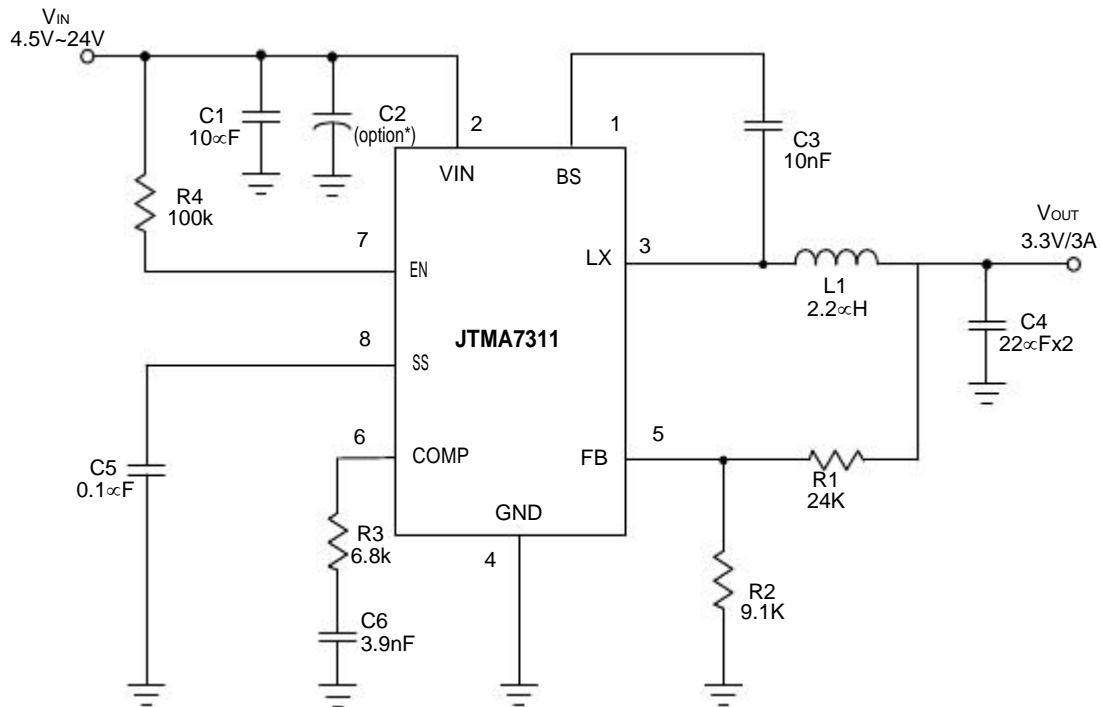 VIN
4.5V~24V
C1
10∝F
C2
(option*)
2
1
C3
10nF
VIN
BS
R4
100k
7
EN
LX
3
VOUT
3.3V/3A
L1
2.2∝H
C4
22∝Fx2
JTMA7311
8
SS
6
COMP
FB
5
R1
24K
C5
0.1∝F
GND
4
R3
6.8k
R2
9.1K
C6
3.9nF